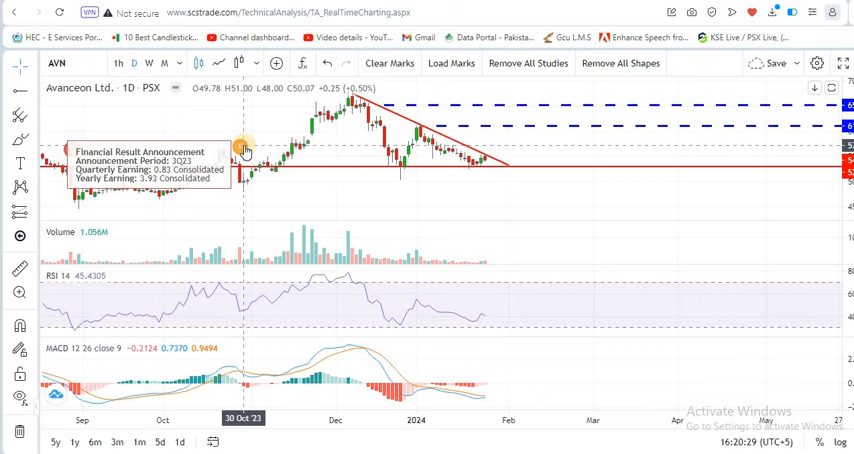 VPN Not secure www.scstrade.com/TechnicalAnalysis/TA_RealTimeCharting.aspx
HEC - E Services Por... 10 Best Candlestick... Channel dashboard... Video details - YouT... Gmail Data Portal - Pakista... Gcu L.M.S Enhance Speech fro... KSE Live / PSX Live, (...
AVN 1h D W M Clear Marks Load Marks Remove All Studies Remove All Shapes Save
Avanceon Ltd. · 1D · PSX O49.78 H51.00 L48.00 C50.07 +0.25 (+0.50%)
Financial Result Announcement
Announcement Period: 3Q23
Quarterly Earning: 0.83 Consolidated
Yearly Earning: 3.93 Consolidated
45
Volume 1.056M
RSI 14 45.4305
40
MACD 12 26 close 9 -0.2124 0.7370 0.9494
Sep Oct 30 Oct '23 Dec 2024 Feb Mar Apr May 27
Activate Windows
Go to Settings to activate Windows.
5y 1y 6m 3m 1m 5d 1d 16:20:29 (UTC+5) % log